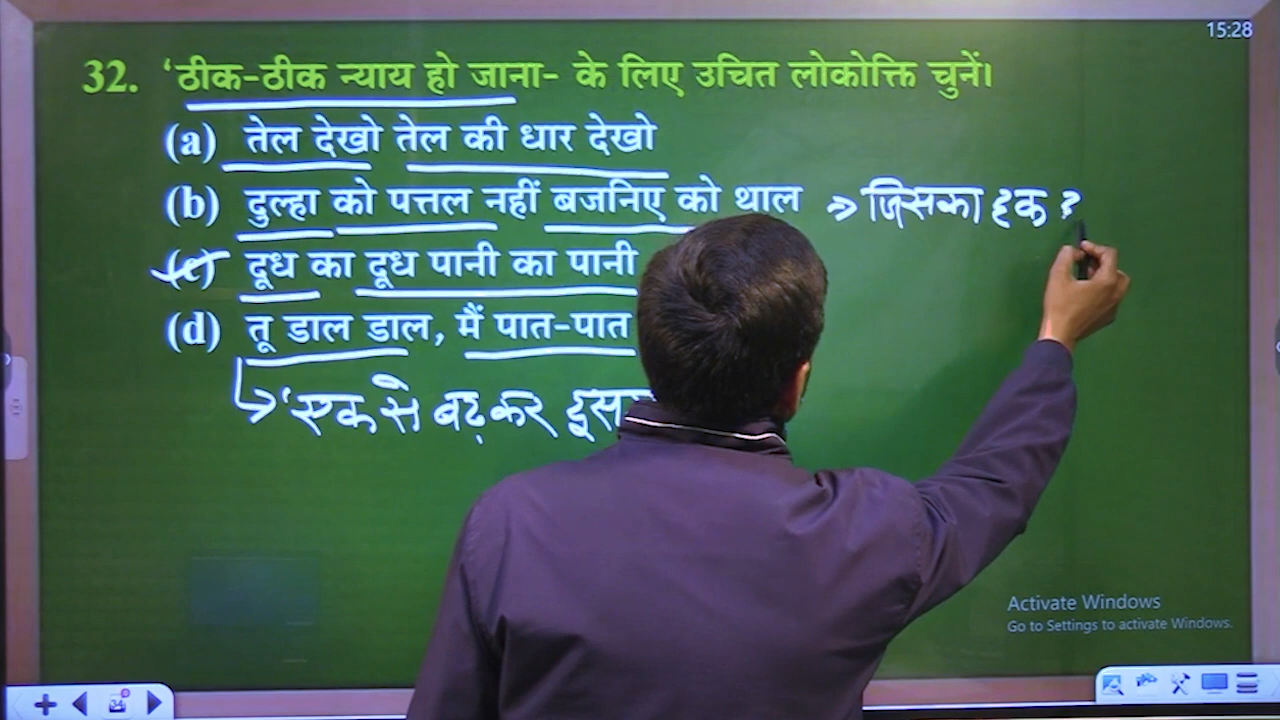 15:28
32. ‘ठीक-ठीक न्याय हो जाना- के लिए उचित लोकोक्ति चुनें।
(a) तेल देखो तेल की धार देखो
(b) दुल्हा को पत्तल नहीं बजनिए को थाल → जिसका हक
(c) दूध का दूध पानी का पानी
(d) तू डाल डाल, मैं पात-पात
↳ ‘एक से बढ़कर
Activate Windows
Go to Settings to activate Windows.
34